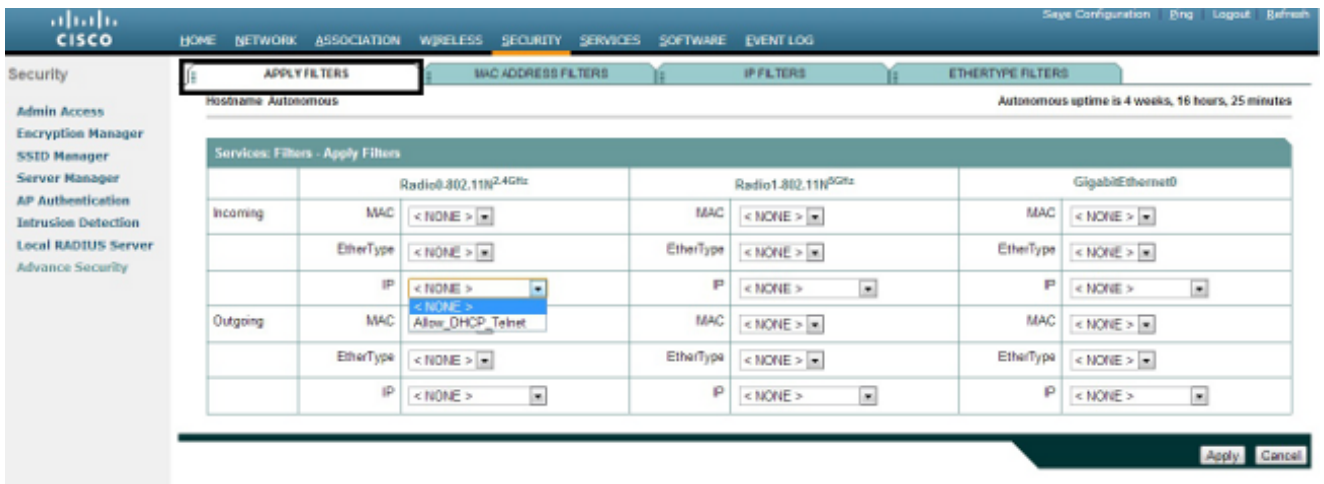 Save Configuration Ping Logout Refresh
CISCO
HOME NETWORK ASSOCIATION WIRELESS SECURITY SERVICES SOFTWARE EVENT LOG
Security
APPLY FILTERS MAC ADDRESS FILTERS IP FILTERS ETHERTYPE FILTERS
Hostname Autonomous Autonomous uptime is 4 weeks, 16 hours, 25 minutes
Admin Access
Encryption Manager
SSID Manager
Server Manager
AP Authentication
Intrusion Detection
Local RADIUS Server
Advance Security
Services: Filters - Apply Filters
Radio0-802.11N2.4GHz Radio1-802.11N5GHz GigabitEthernet0
Incoming MAC < NONE > MAC < NONE > MAC < NONE >
EtherType < NONE > EtherType < NONE > EtherType < NONE >
IP < NONE > IP < NONE > IP < NONE >
< NONE >
Allow_DHCP_Telnet
Outgoing MAC MAC < NONE > MAC < NONE >
EtherType < NONE > EtherType < NONE > EtherType < NONE >
IP < NONE > IP < NONE > IP < NONE >
Apply Cancel